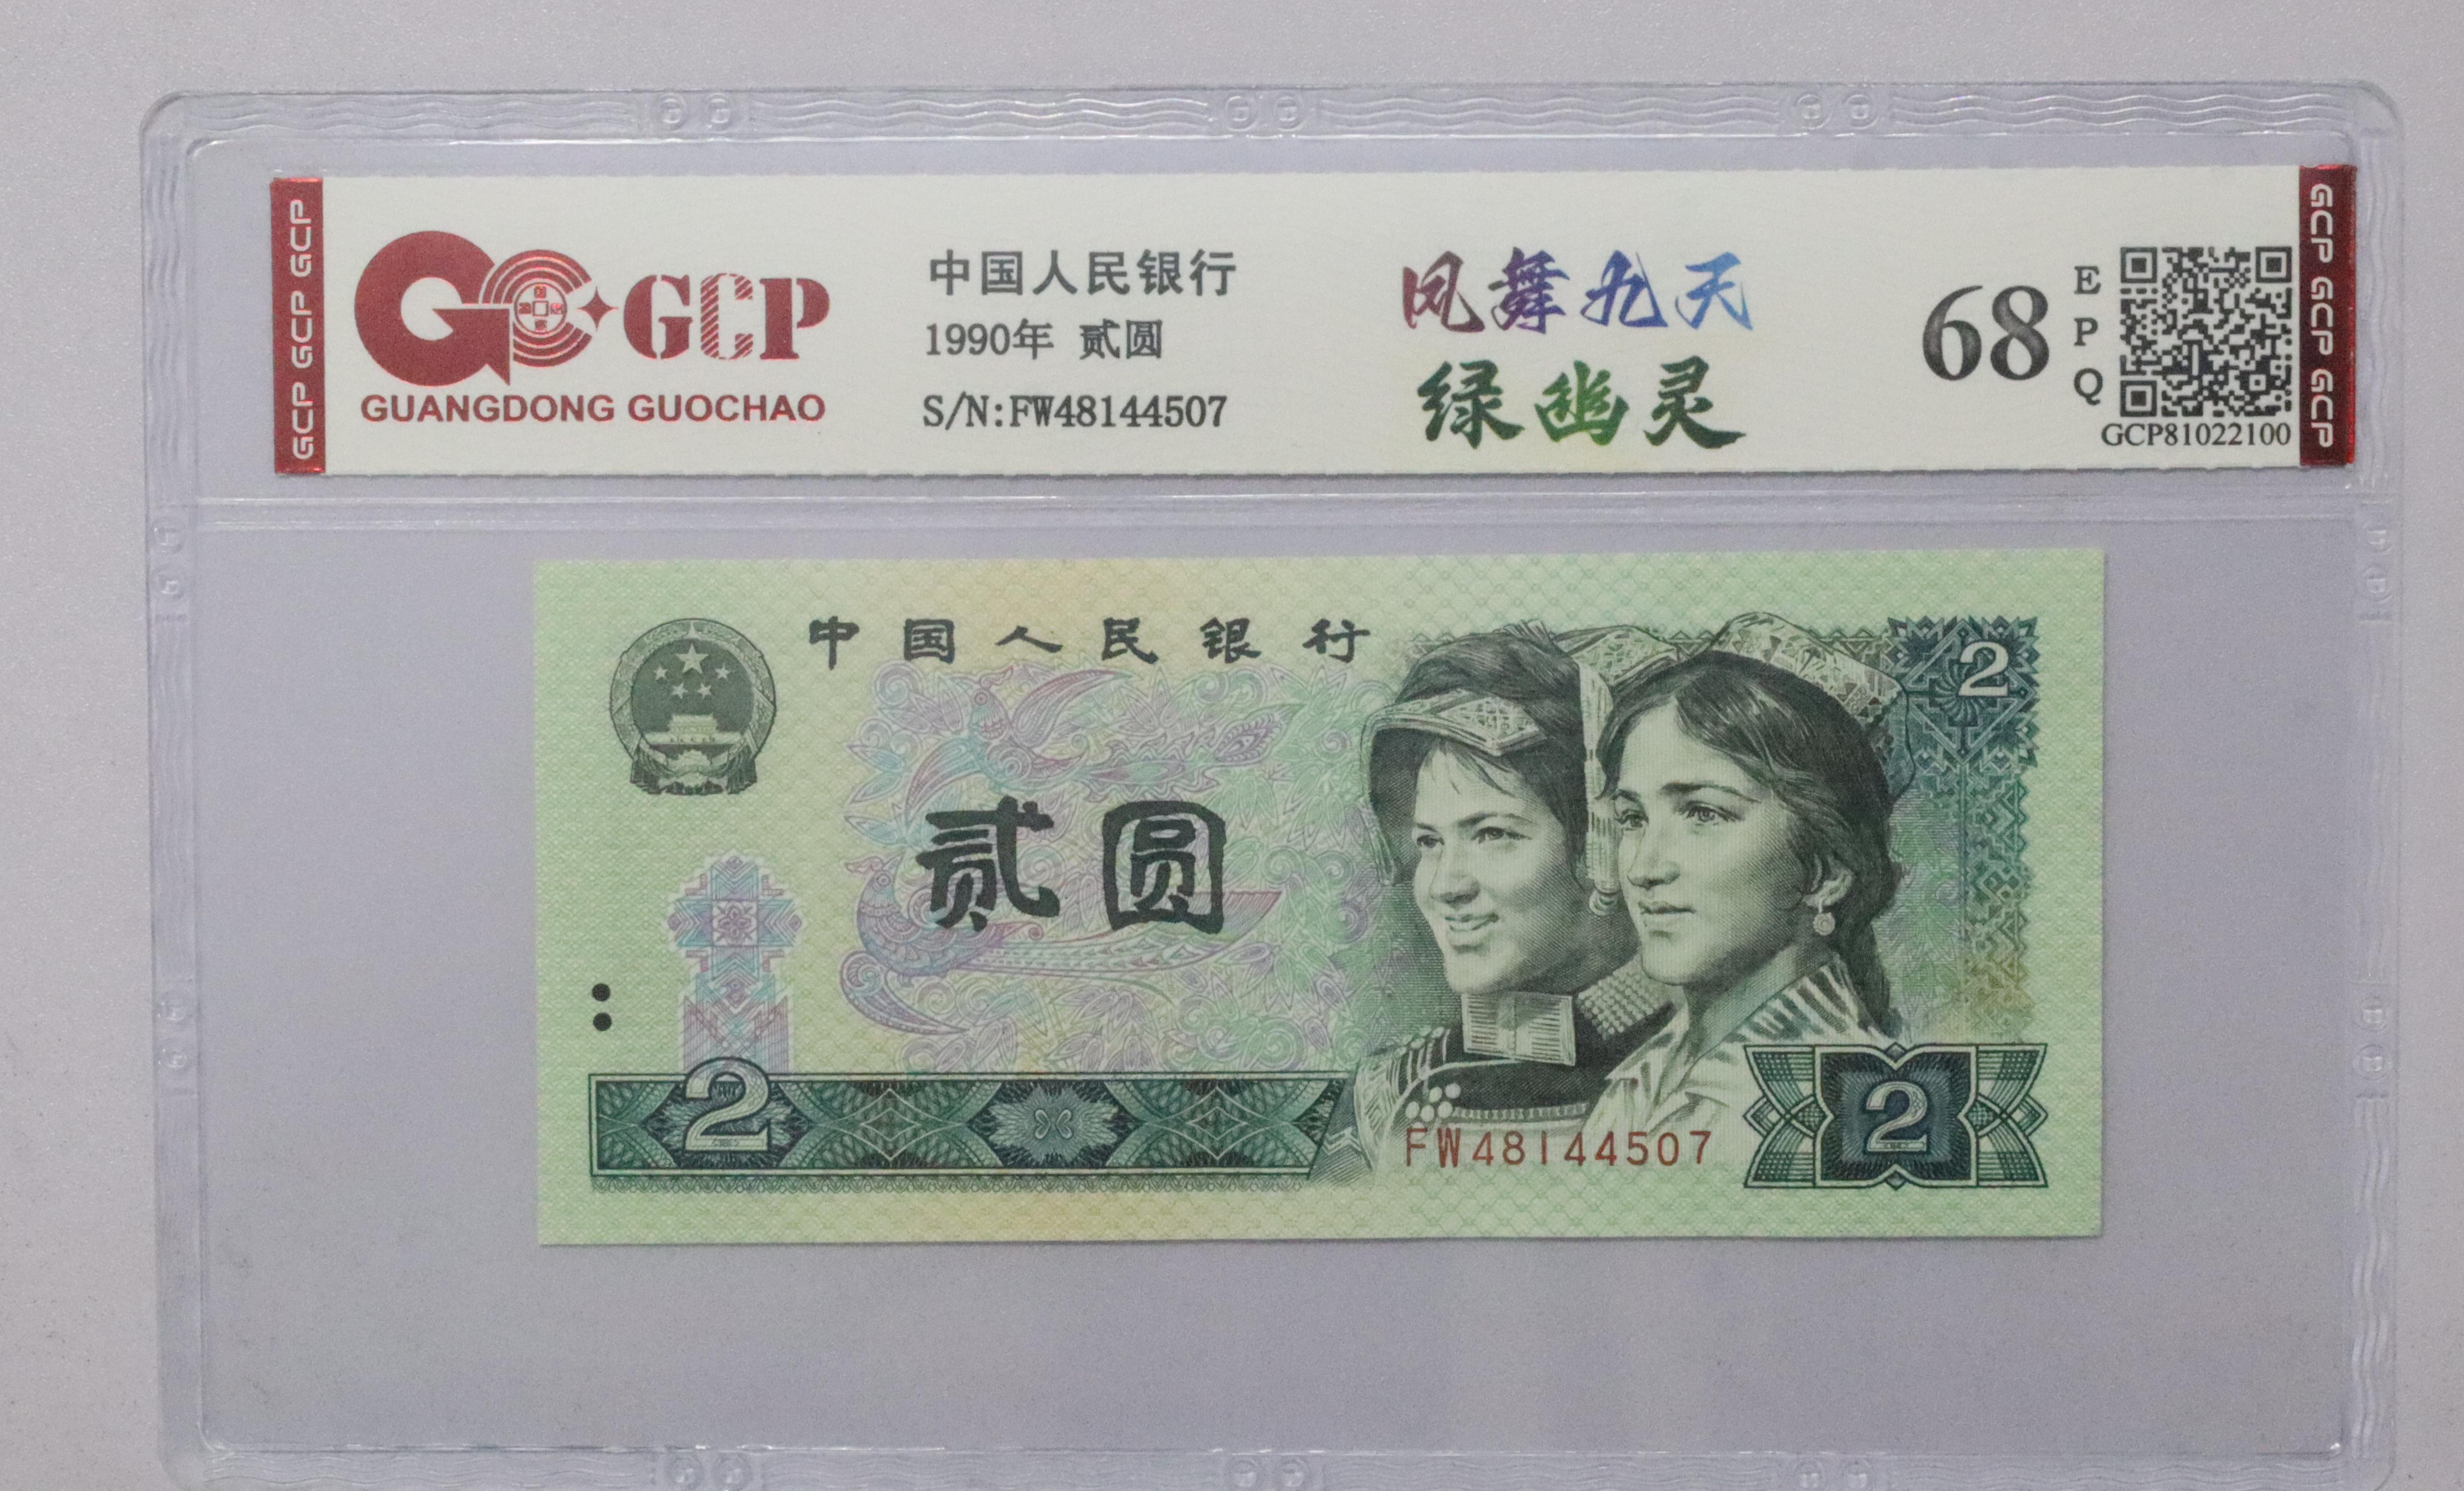 GCP GCP GCP
GCP
GUANGDONG GUOCHAO
中国人民银行
1990年 贰圆
S/N:FW48144507
凤舞九天
绿幽灵
68
E
P
Q
GCP81022100
GCP GCP GCP
中国人民银行
2
贰圆
2
FW48144507
2